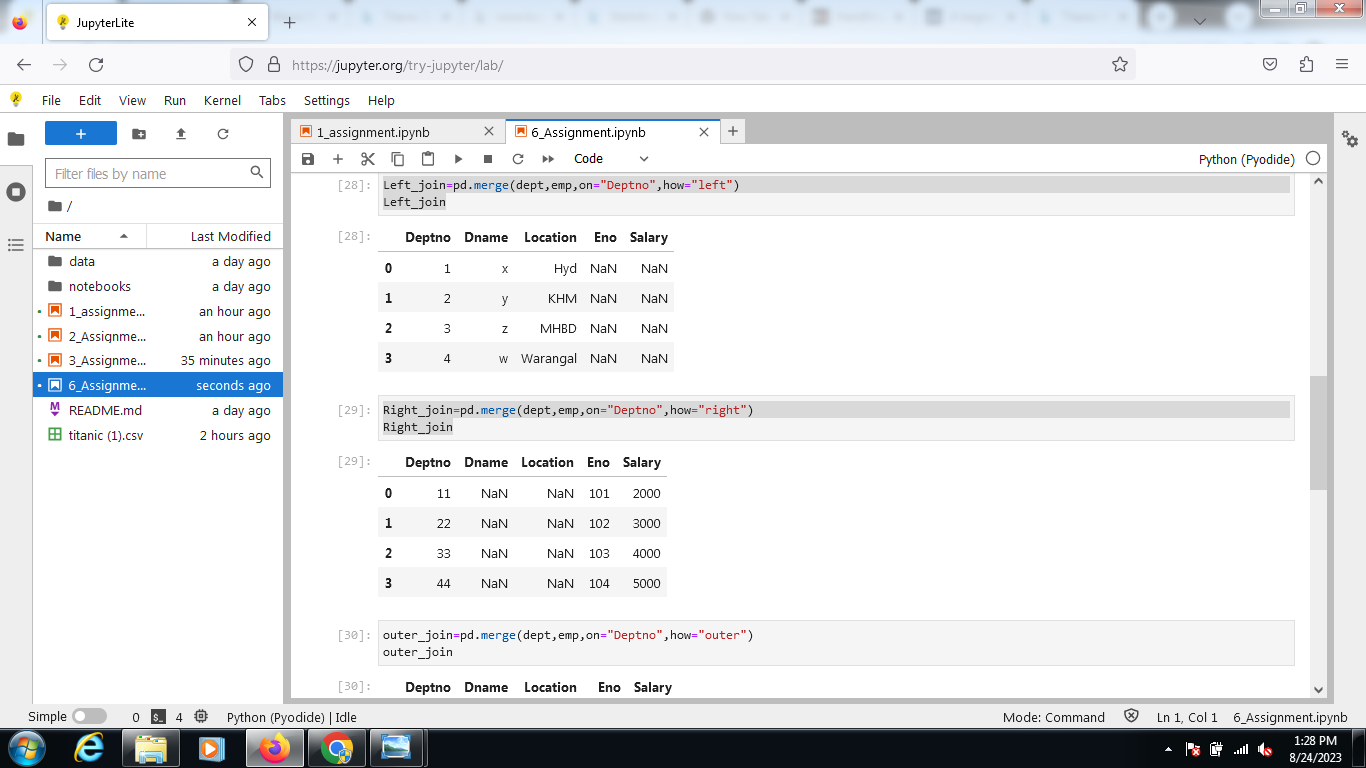 JupyterLite
https://jupyter.org/try-jupyter/lab/
File Edit View Run Kernel Tabs Settings Help
1_assignment.ipynb
6_Assignment.ipynb
Filter files by name
/
Name Last Modified
data a day ago
notebooks a day ago
1_assignme... an hour ago
2_Assignme... an hour ago
3_Assignme... 35 minutes ago
6_Assignme... seconds ago
README.md a day ago
titanic (1).csv 2 hours ago
Code
Python (Pyodide)
[28]: Left_join=pd.merge(dept,emp,on="Deptno",how="left")
Left_join
[28]: Deptno Dname Location Eno Salary
0 1 x Hyd NaN NaN
1 2 y KHM NaN NaN
2 3 z MHBD NaN NaN
3 4 w Warangal NaN NaN
[29]: Right_join=pd.merge(dept,emp,on="Deptno",how="right")
Right_join
[29]: Deptno Dname Location Eno Salary
0 11 NaN NaN 101 2000
1 22 NaN NaN 102 3000
2 33 NaN NaN 103 4000
3 44 NaN NaN 104 5000
[30]: outer_join=pd.merge(dept,emp,on="Deptno",how="outer")
outer_join
[30]: Deptno Dname Location Eno Salary
Simple 0 4 Python (Pyodide) | Idle Mode: Command Ln 1, Col 1 6_Assignment.ipynb
1:28 PM
8/24/2023